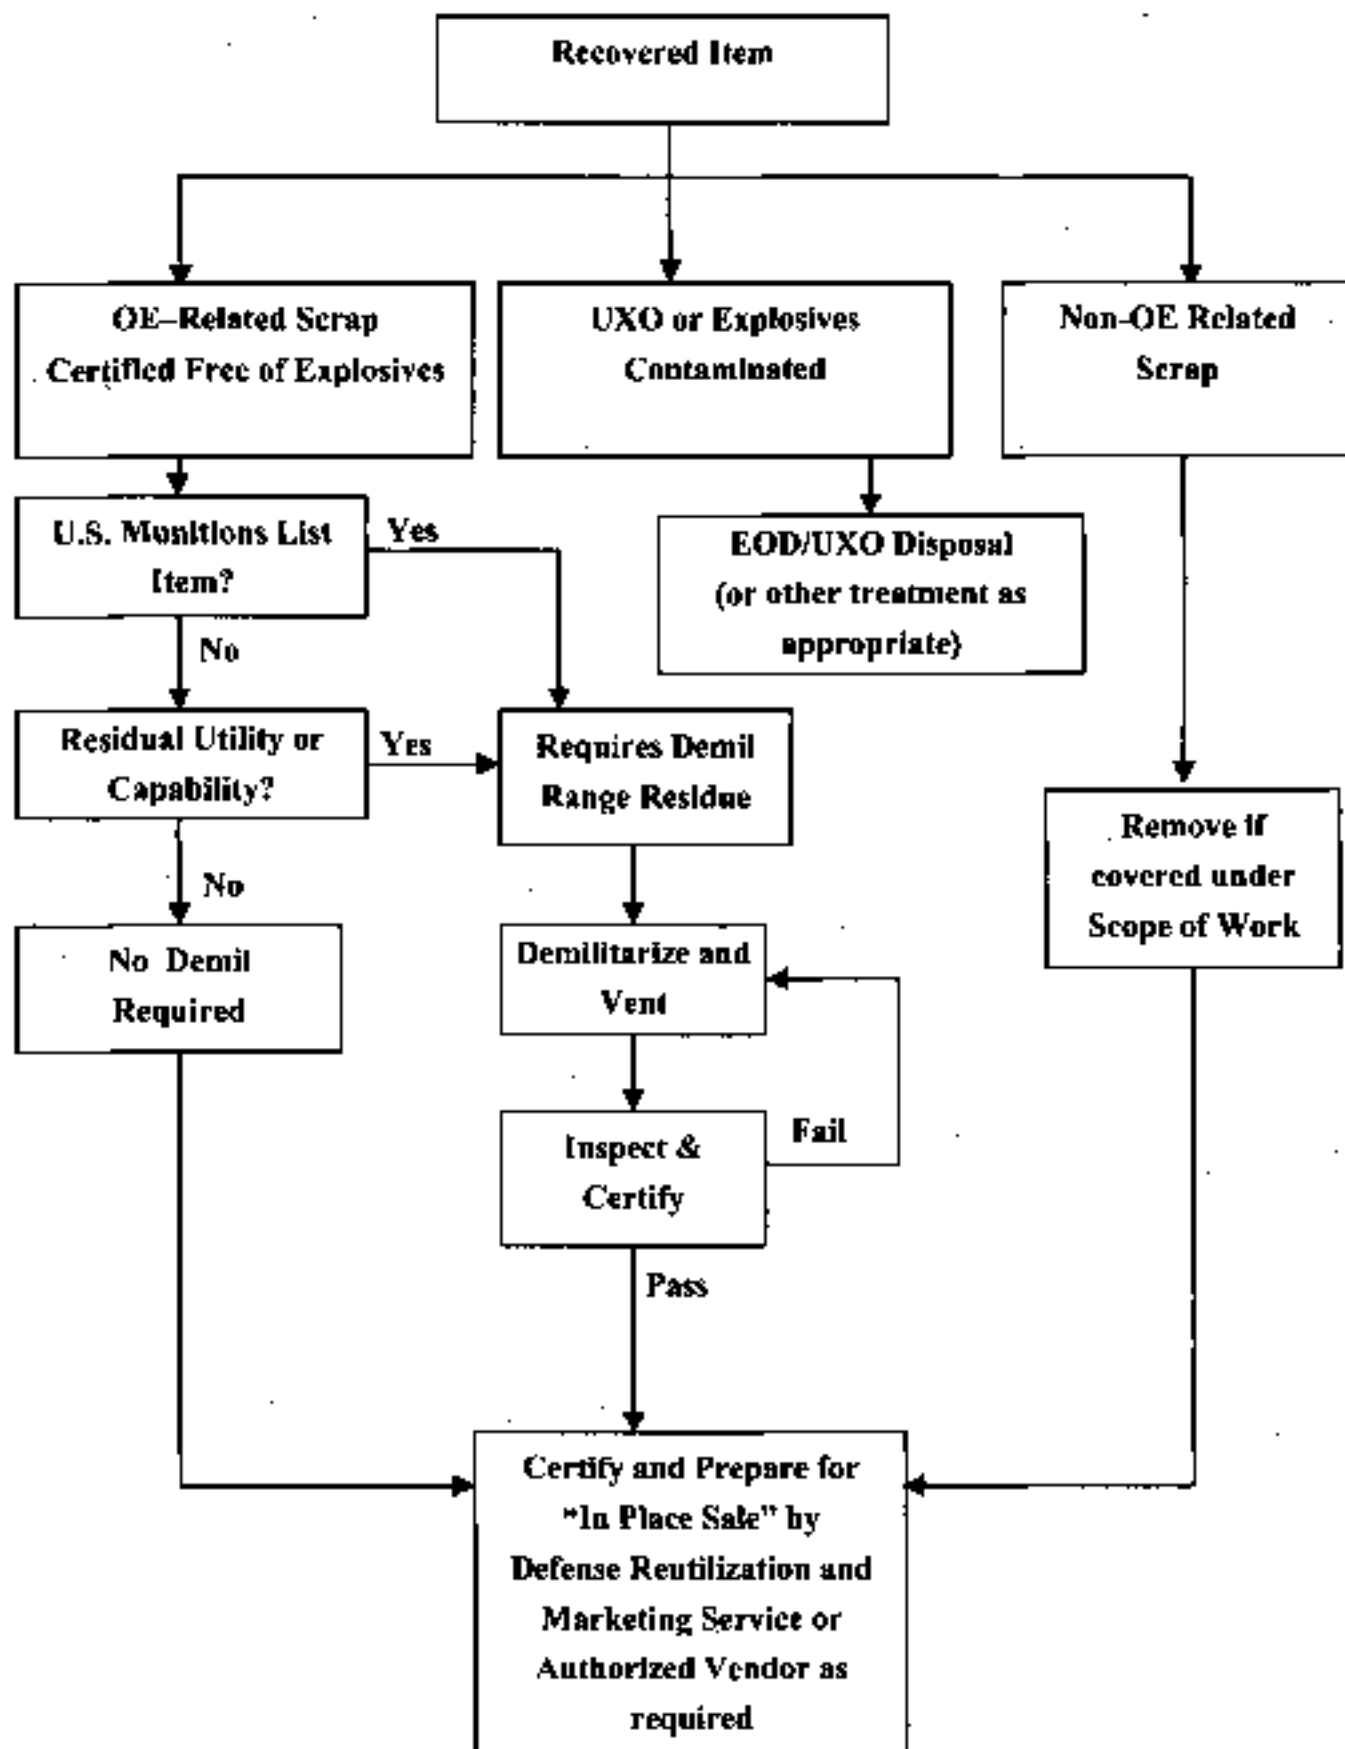 Recovered Item
OE–Related Scrap
Certified Free of Explosives
UXO or Explosives
Contaminated
Non-OE Related
Scrap
U.S. Munitions List
Item?
Yes
No
EOD/UXO Disposal
(or other treatment as
appropriate)
Residual Utility or
Capability?
Yes
No
Requires Demil
Range Residue
Remove if
covered under
Scope of Work
No Demil
Required
Demilitarize and
Vent
Inspect &
Certify
Fail
Pass
Certify and Prepare for
"In Place Sale" by
Defense Reutilization and
Marketing Service or
Authorized Vendor as
required